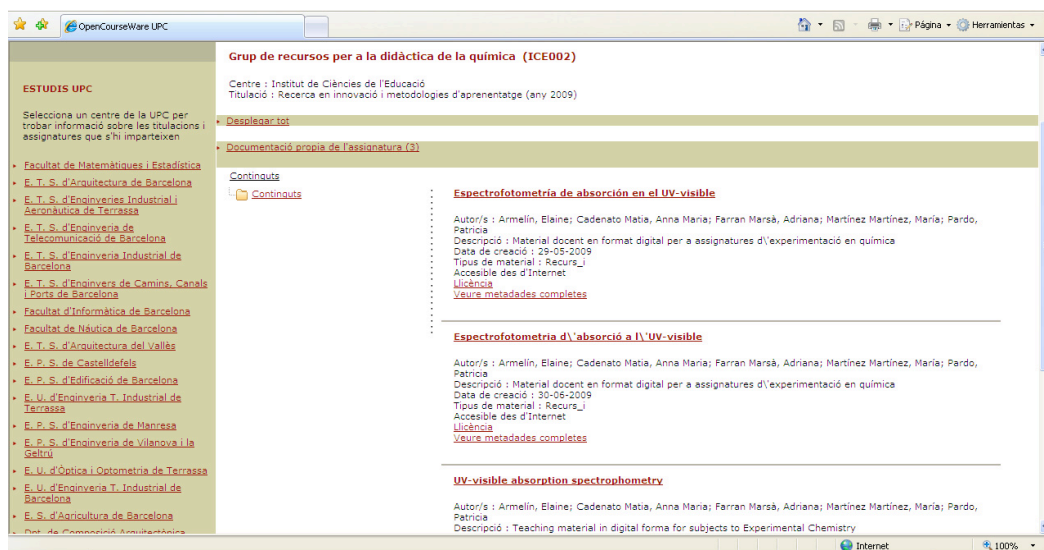 OpenCourseWare UPC
Página
Herramientas
ESTUDIS UPC
Selecciona un centre de la UPC per
trobar informació sobre les titulacions i
assignatures que s'hi imparteixen
Facultat de Matemàtiques i Estadística
E. T. S. d'Arquitectura de Barcelona
E. T. S. d'Enginyeries Industrial i
Aeronàutica de Terrassa
E. T. S. d'Enginyeria de
Telecomunicació de Barcelona
E. T. S. d'Enginyeria Industrial de
Barcelona
E. T. S. d'Enginyers de Camins, Canals
i Ports de Barcelona
Facultat d'Informàtica de Barcelona
Facultat de Nàutica de Barcelona
E. T. S. d'Arquitectura del Vallès
E. P. S. de Castelldefels
E. P. S. d'Edificació de Barcelona
E. U. d'Enginyeria T. Industrial de
Terrassa
E. P. S. d'Enginyeria de Manresa
E. P. S. d'Enginyeria de Vilanova i la
Geltrú
E. U. d'Òptica i Optometria de Terrassa
E. U. d'Enginyeria T. Industrial de
Barcelona
E. S. d'Agricultura de Barcelona
Dpt. de Composició Arquitectònica
Grup de recursos per a la didàctica de la química (ICE002)
Centre : Institut de Ciències de l'Educació
Titulació : Recerca en innovació i metodologies d'aprenentatge (any 2009)
Desplegar tot
Documentació propia de l'assignatura (3)
Continguts
Continguts
Espectrofotometría de absorción en el UV-visible
Autor/s : Armelín, Elaine; Cadenato Matia, Anna Maria; Farran Marsà, Adriana; Martínez Martínez, María; Pardo,
Patricia
Descripció : Material docent en format digital per a assignatures d\'experimentació en química
Data de creació : 29-05-2009
Tipus de material : Recurs_i
Accesible des d'Internet
Llicència
Veure metadades completes
Espectrofotometria d\'absorció a l\'UV-visible
Autor/s : Armelín, Elaine; Cadenato Matia, Anna Maria; Farran Marsà, Adriana; Martínez Martínez, María; Pardo,
Patricia
Descripció : Material docent en format digital per a assignatures d\'experimentació en química
Data de creació : 30-06-2009
Tipus de material : Recurs_i
Accesible des d'Internet
Llicència
Veure metadades completes
UV-visible absorption spectrophometry
Autor/s : Armelín, Elaine; Cadenato Matia, Anna Maria; Farran Marsà, Adriana; Martínez Martínez, María; Pardo,
Patricia
Descripció : Teaching material in digital forma for subjects to Experimental Chemistry
Internet
100%